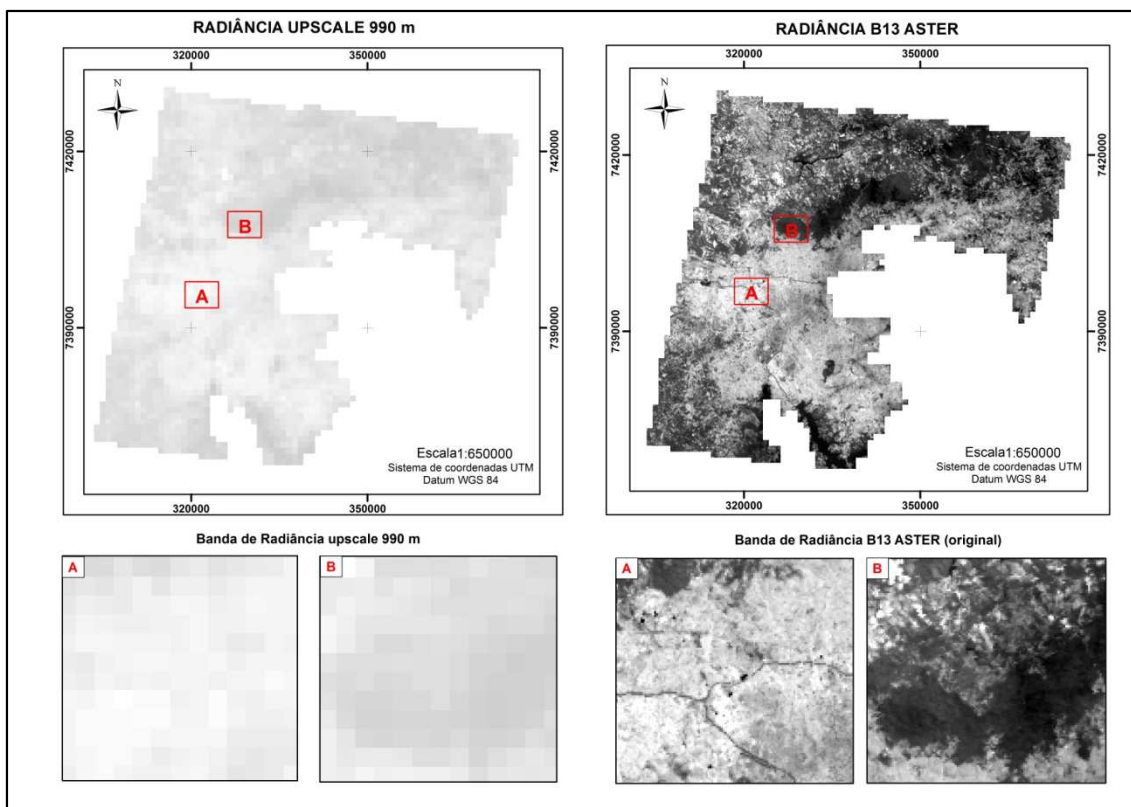 RADIÂNCIA UPSCALE 990 m
320000
350000
N
7420000
7420000
B
A
7390000
7390000
Escala1:650000
Sistema de coordenadas UTM
Datum WGS 84
320000
350000
RADIÂNCIA B13 ASTER
320000
350000
N
7420000
7420000
B
A
7390000
7390000
Escala1:650000
Sistema de coordenadas UTM
Datum WGS 84
320000
350000
Banda de Radiância upscale 990 m
A
B
Banda de Radiância B13 ASTER (original)
A
B